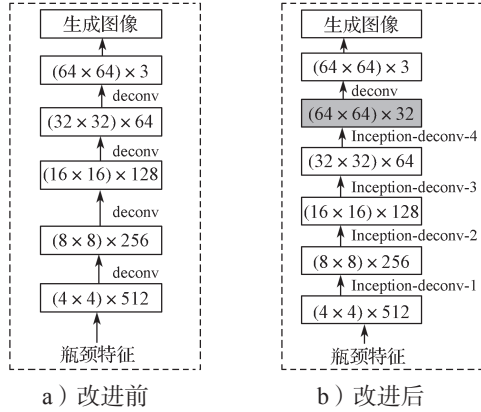 生成图像
(64 × 64) × 3
deconv
(32 × 32) × 64
deconv
(16 × 16) × 128
deconv
(8 × 8) × 256
deconv
(4 × 4) × 512
瓶颈特征
a）改进前
生成图像
(64 × 64) × 3
deconv
(64 × 64) × 32
Inception-deconv-4
(32 × 32) × 64
Inception-deconv-3
(16 × 16) × 128
Inception-deconv-2
(8 × 8) × 256
Inception-deconv-1
(4 × 4) × 512
瓶颈特征
b）改进后